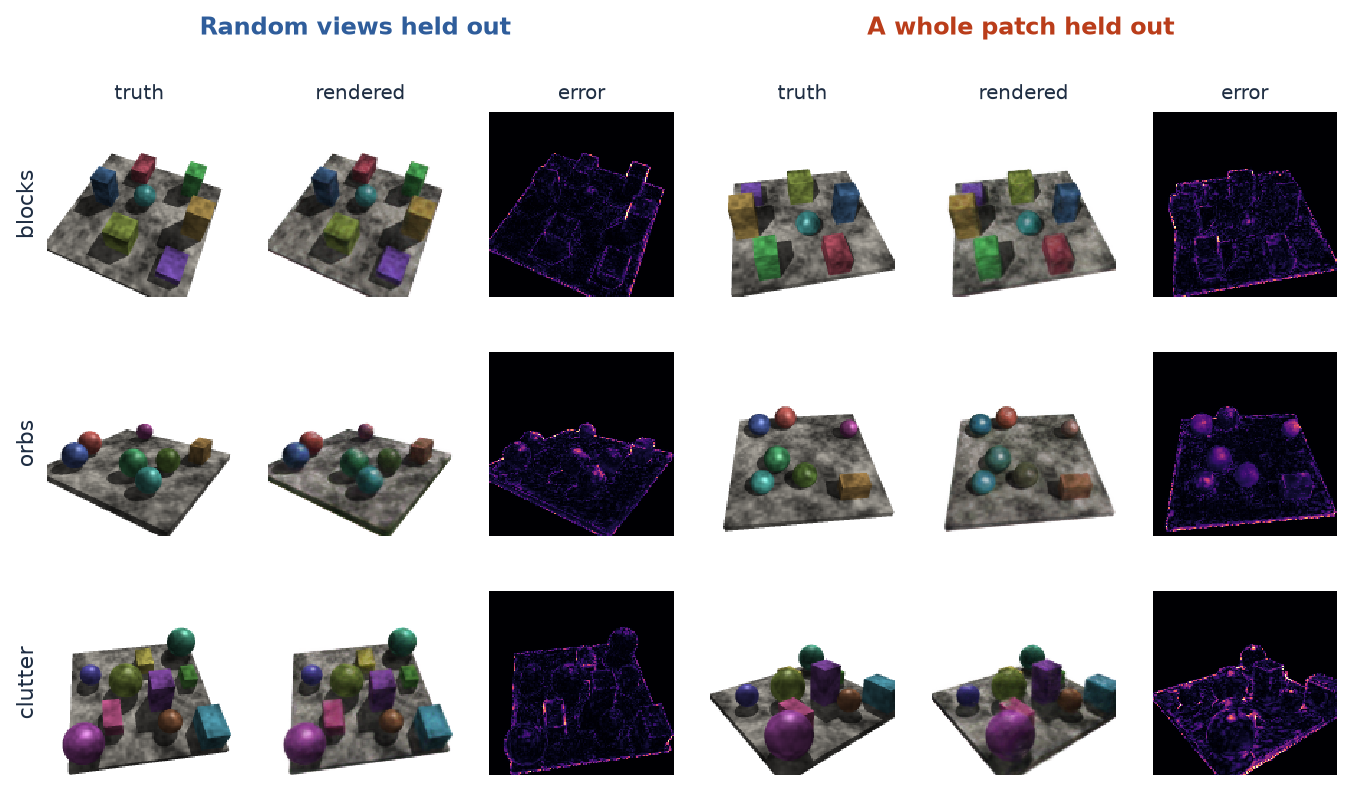 Random views held out
A whole patch held out
truth
rendered
error
truth
rendered
error
blocks
orbs
clutter